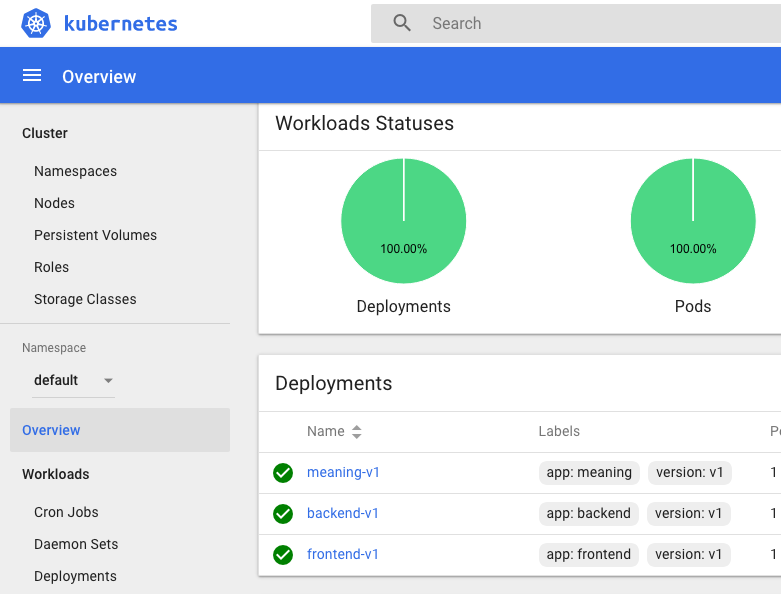 kubernetes
Search
Overview
Cluster
Namespaces
Nodes
Persistent Volumes
Roles
Storage Classes
Namespace
default
Overview
Workloads
Cron Jobs
Daemon Sets
Deployments
Workloads Statuses
100.00% 100.00%
Deployments Pods
Deployments
Name Labels
meaning-v1 app: meaning version: v1 1
backend-v1 app: backend version: v1 1
frontend-v1 app: frontend version: v1 1